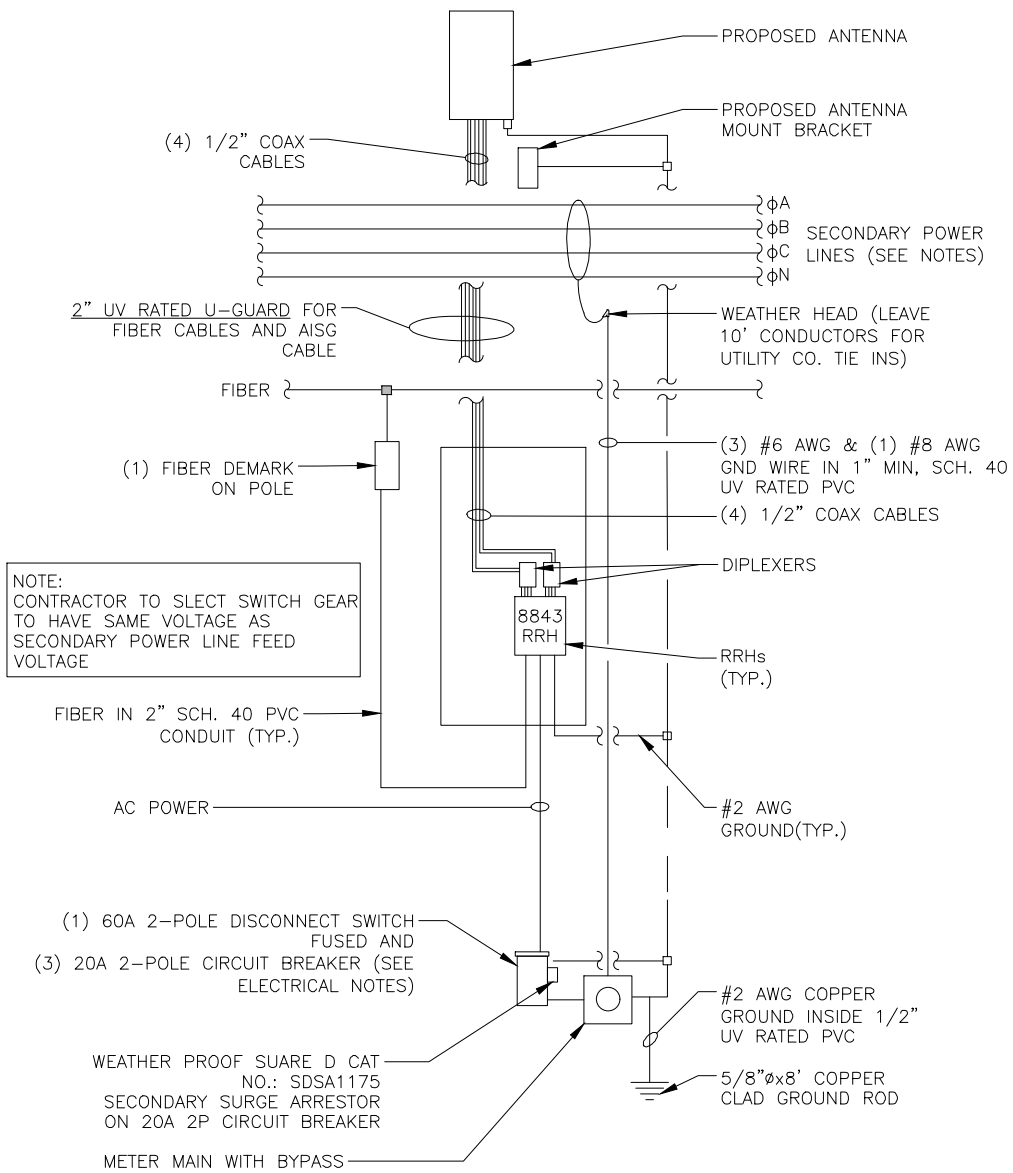 PROPOSED ANTENNA
PROPOSED ANTENNA
MOUNT BRACKET
(4) 1/2" COAX
CABLES
ϕA
ϕB
ϕC
ϕN
SECONDARY POWER
LINES (SEE NOTES)
2" UV RATED U-GUARD FOR
FIBER CABLES AND AISG
CABLE
WEATHER HEAD (LEAVE
10' CONDUCTORS FOR
UTILITY CO. TIE INS)
FIBER
(1) FIBER DEMARK
ON POLE
(3) #6 AWG & (1) #8 AWG
GND WIRE IN 1" MIN, SCH. 40
UV RATED PVC
(4) 1/2" COAX CABLES
DIPLEXERS
NOTE:
CONTRACTOR TO SLECT SWITCH GEAR
TO HAVE SAME VOLTAGE AS
SECONDARY POWER LINE FEED
VOLTAGE
8843
RRH
RRHs
(TYP.)
FIBER IN 2" SCH. 40 PVC
CONDUIT (TYP.)
AC POWER
#2 AWG
GROUND(TYP.)
(1) 60A 2-POLE DISCONNECT SWITCH
FUSED AND
(3) 20A 2-POLE CIRCUIT BREAKER (SEE
ELECTRICAL NOTES)
#2 AWG COPPER
GROUND INSIDE 1/2"
UV RATED PVC
WEATHER PROOF SUARE D CAT
NO.: SDSA1175
SECONDARY SURGE ARRESTOR
ON 20A 2P CIRCUIT BREAKER
5/8"Øx8' COPPER
CLAD GROUND ROD
METER MAIN WITH BYPASS